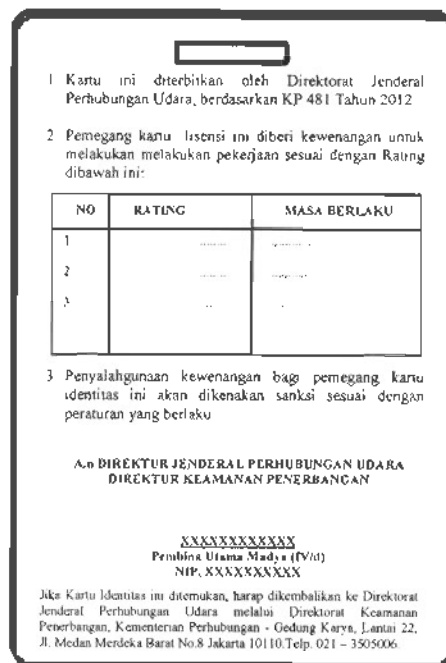 1 Kartu ini diterbitkan oleh Direktorat Jenderal
Perhubungan Udara, berdasarkan KP 481 Tahun 2012
2 Pemegang kartu lisensi ini diberi kewenangan untuk
melakukan melakukan pekerjaan sesuai dengan Rating
dibawah ini:
NO RATING MASA BERLAKU
1 ........ ..........
2 ........ ..........
3 .. .
3 Penyalahgunaan kewenangan bagi pemegang kartu
identitas ini akan dikenakan sanksi sesuai dengan
peraturan yang berlaku
A.n DIREKTUR JENDERAL PERHUBUNGAN UDARA
DIREKTUR KEAMANAN PENERBANGAN
XXXXXXXXXXXX
Pembina Utama Madya (IV/d)
NIP. XXXXXXXXXX
Jika Kartu Identitas ini ditemukan, harap dikembalikan ke Direktorat
Jenderal Perhubungan Udara melalui Direktorat Keamanan
Penerbangan, Kementerian Perhubungan - Gedung Karya, Lantai 22,
Jl. Medan Merdeka Barat No.8 Jakarta 10110.Telp. 021 – 3505006